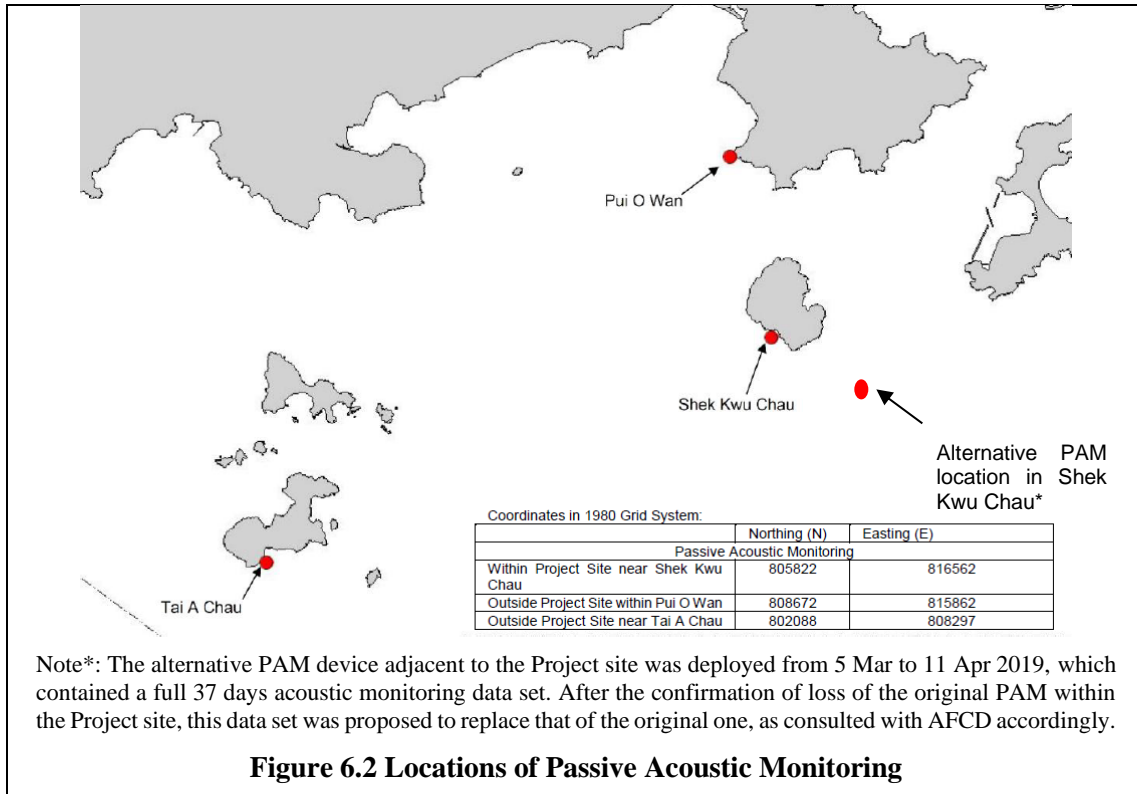 Pui O Wan
Shek Kwu Chau
Alternative PAM
location in Shek
Kwu Chau*
Tai A Chau
Coordinates in 1980 Grid System:
Northing (N) Easting (E)
Passive Acoustic Monitoring
Within Project Site near Shek Kwu
Chau 805822 816562
Outside Project Site within Pui O Wan 808672 815862
Outside Project Site near Tai A Chau 802088 808297
Note*: The alternative PAM device adjacent to the Project site was deployed from 5 Mar to 11 Apr 2019, which
contained a full 37 days acoustic monitoring data set. After the confirmation of loss of the original PAM within
the Project site, this data set was proposed to replace that of the original one, as consulted with AFCD accordingly.
Figure 6.2 Locations of Passive Acoustic Monitoring